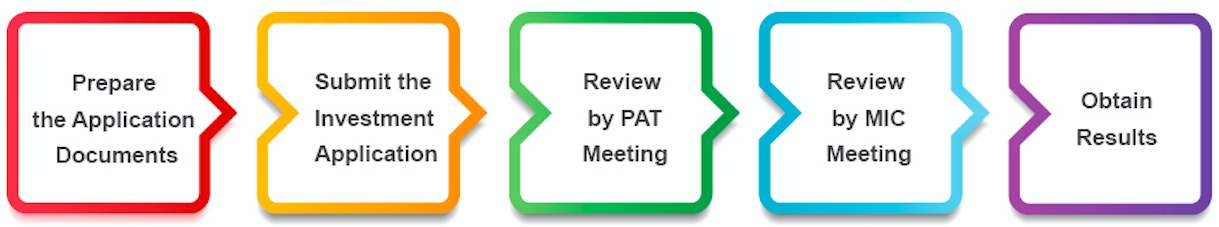 Prepare
the Application
Documents
Submit the
Investment
Application
Review
by PAT
Meeting
Review
by MIC
Meeting
Obtain
Results